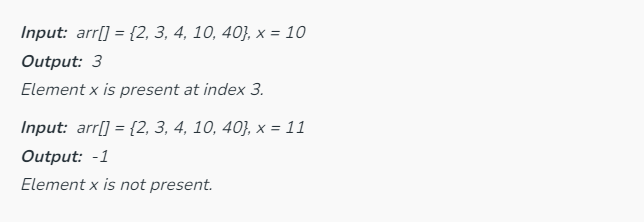 Input: arr[] = {2, 3, 4, 10, 40}, x = 10
Output: 3
Element x is present at index 3.
Input: arr[] = {2, 3, 4, 10, 40}, x = 11
Output: -1
Element x is not present.